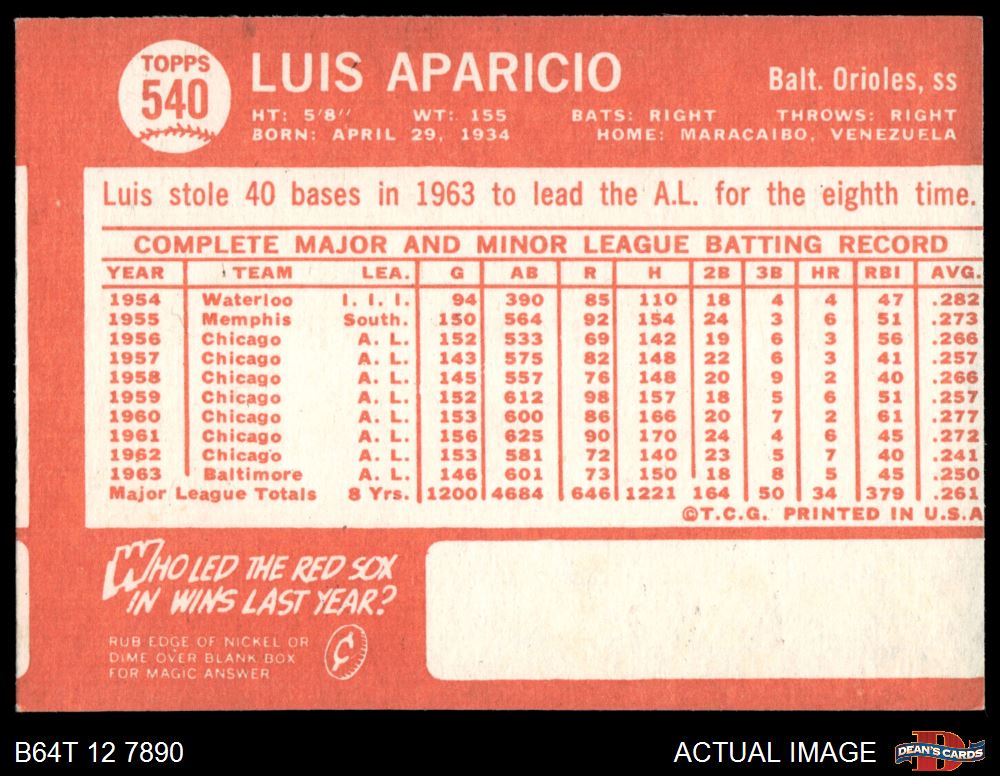 TOPPS
540
LUIS APARICIO
Balt. Orioles, ss
HT: 5'8" WT: 155 BATS: RIGHT THROWS: RIGHT
BORN: APRIL 29, 1934 HOME: MARACAIBO, VENEZUELA
Luis stole 40 bases in 1963 to lead the A.L. for the eighth time.
COMPLETE MAJOR AND MINOR LEAGUE BATTING RECORD
YEAR TEAM LEA. G AB R H 2B 3B HR RBI AVG.
1954 Waterloo I. I. I. 94 390 85 110 18 4 4 47 .282
1955 Memphis South. 150 564 92 154 24 3 6 51 .273
1956 Chicago A. L. 152 533 69 142 19 6 3 56 .266
1957 Chicago A. L. 143 575 82 148 22 6 3 41 .257
1958 Chicago A. L. 145 557 76 148 20 9 2 40 .266
1959 Chicago A. L. 152 612 98 157 18 5 6 51 .257
1960 Chicago A. L. 153 600 86 166 20 7 2 61 .277
1961 Chicago A. L. 156 625 90 170 24 4 6 45 .272
1962 Chicago A. L. 153 581 72 140 23 5 7 40 .241
1963 Baltimore A. L. 146 601 73 150 18 8 5 45 .250
Major League Totals 8 Yrs. 1200 4684 646 1221 164 50 34 379 .261
©T.C.G. PRINTED IN U.S.A
WHO LED THE RED SOX
IN WINS LAST YEAR?
RUB EDGE OF NICKEL OR
DIME OVER BLANK BOX
FOR MAGIC ANSWER
¢
B64T 12 7890
ACTUAL IMAGE
DEAN'S CARDS